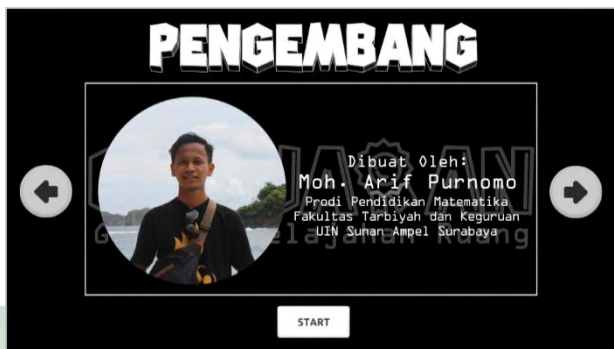 PENGEMBANG
Dibuat Oleh:
Moh. Arif Purnomo
Prodi Pendidikan Matematika
Fakultas Tarbiyah dan Keguruan
UIN Sunan Ampel Surabaya
START